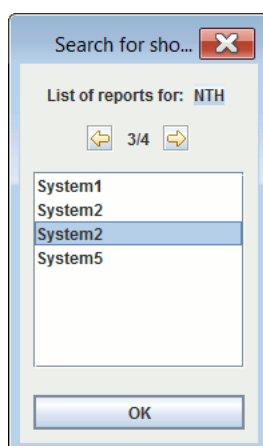 Search for sho...
List of reports for: NTH
3/4
System1
System2
System2
System5
OK